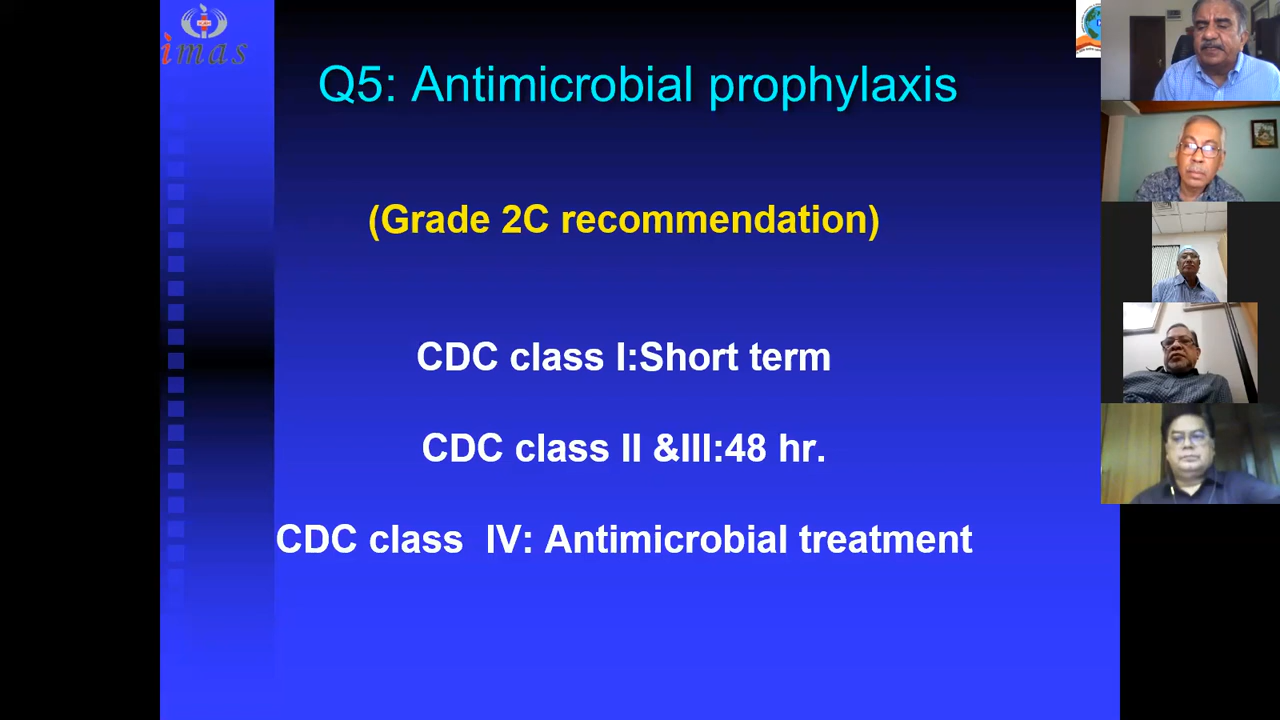 imas
Q5: Antimicrobial prophylaxis
(Grade 2C recommendation)
CDC class I:Short term
CDC class II &III:48 hr.
CDC class  IV: Antimicrobial treatment